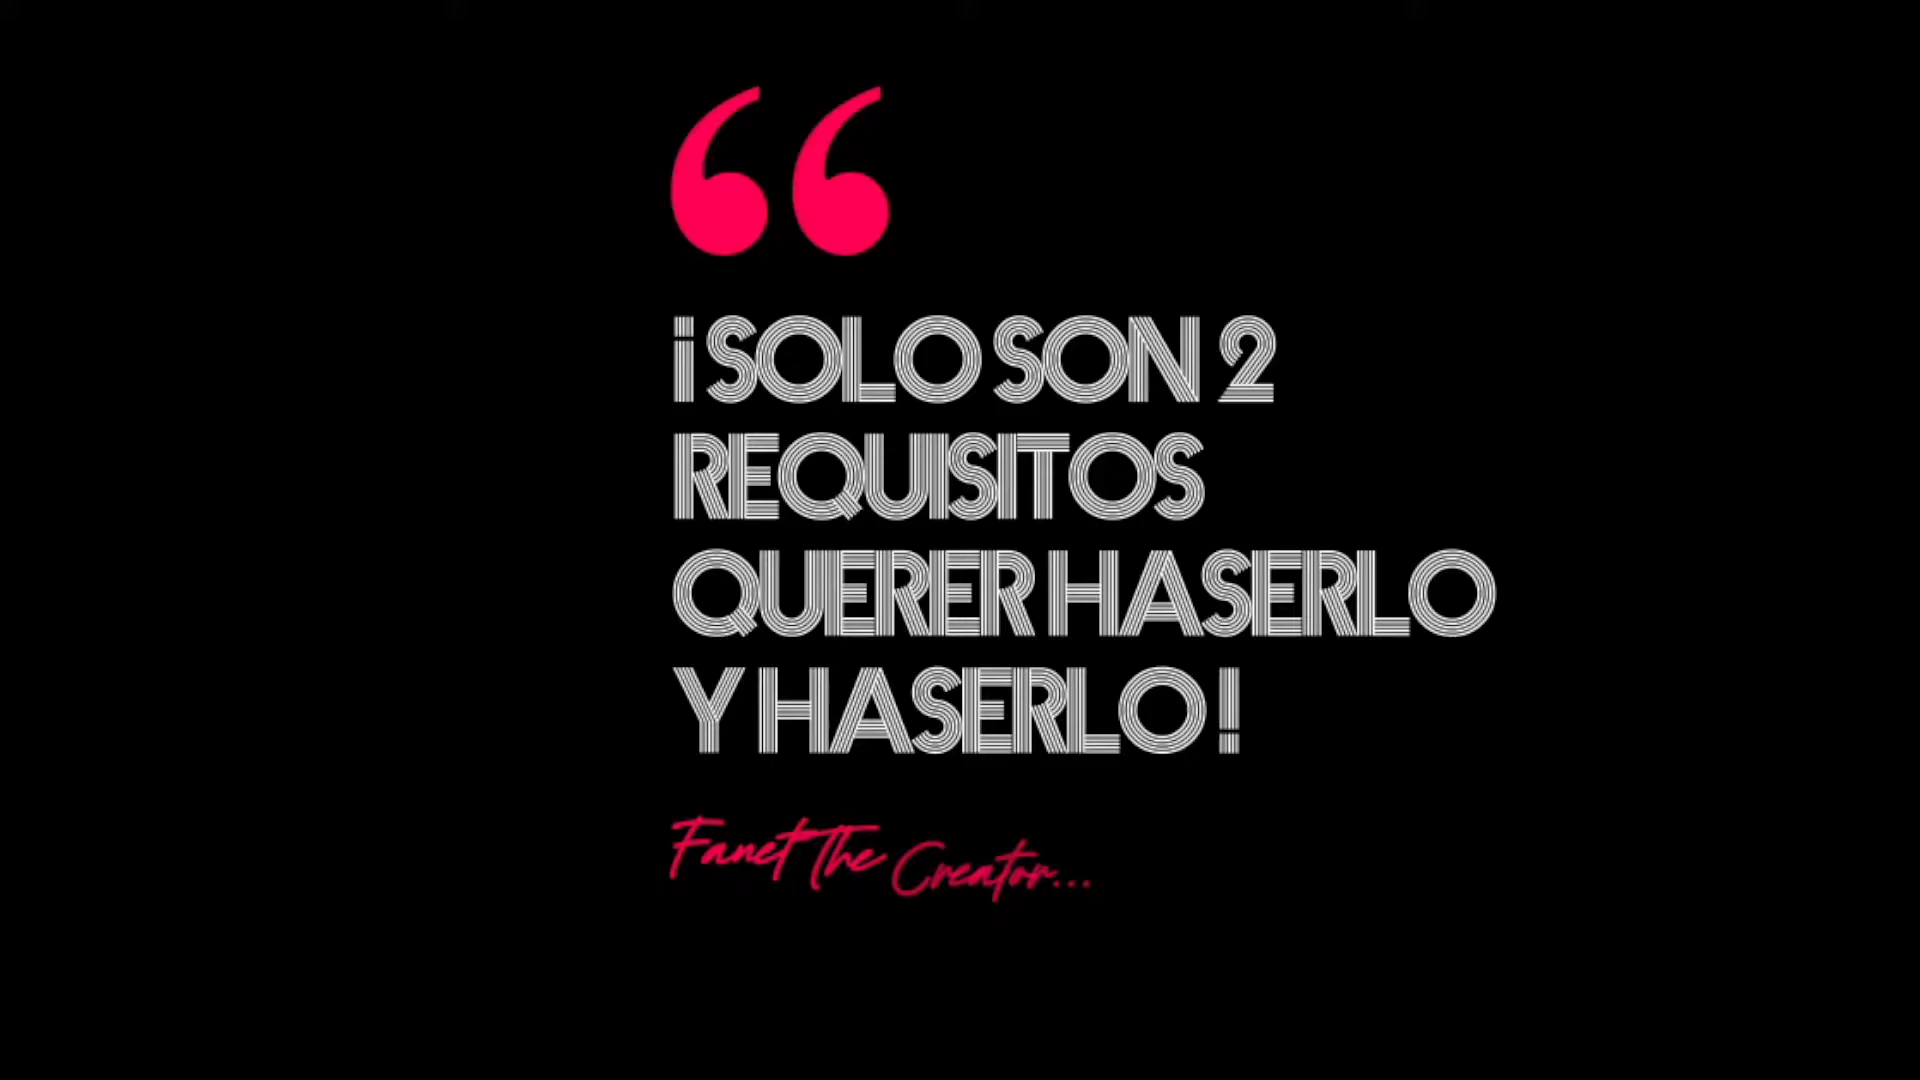 “
¡SOLO SON 2
REQUISITOS
QUERER HASERLO
Y HASERLO!
Fanet The Creator...